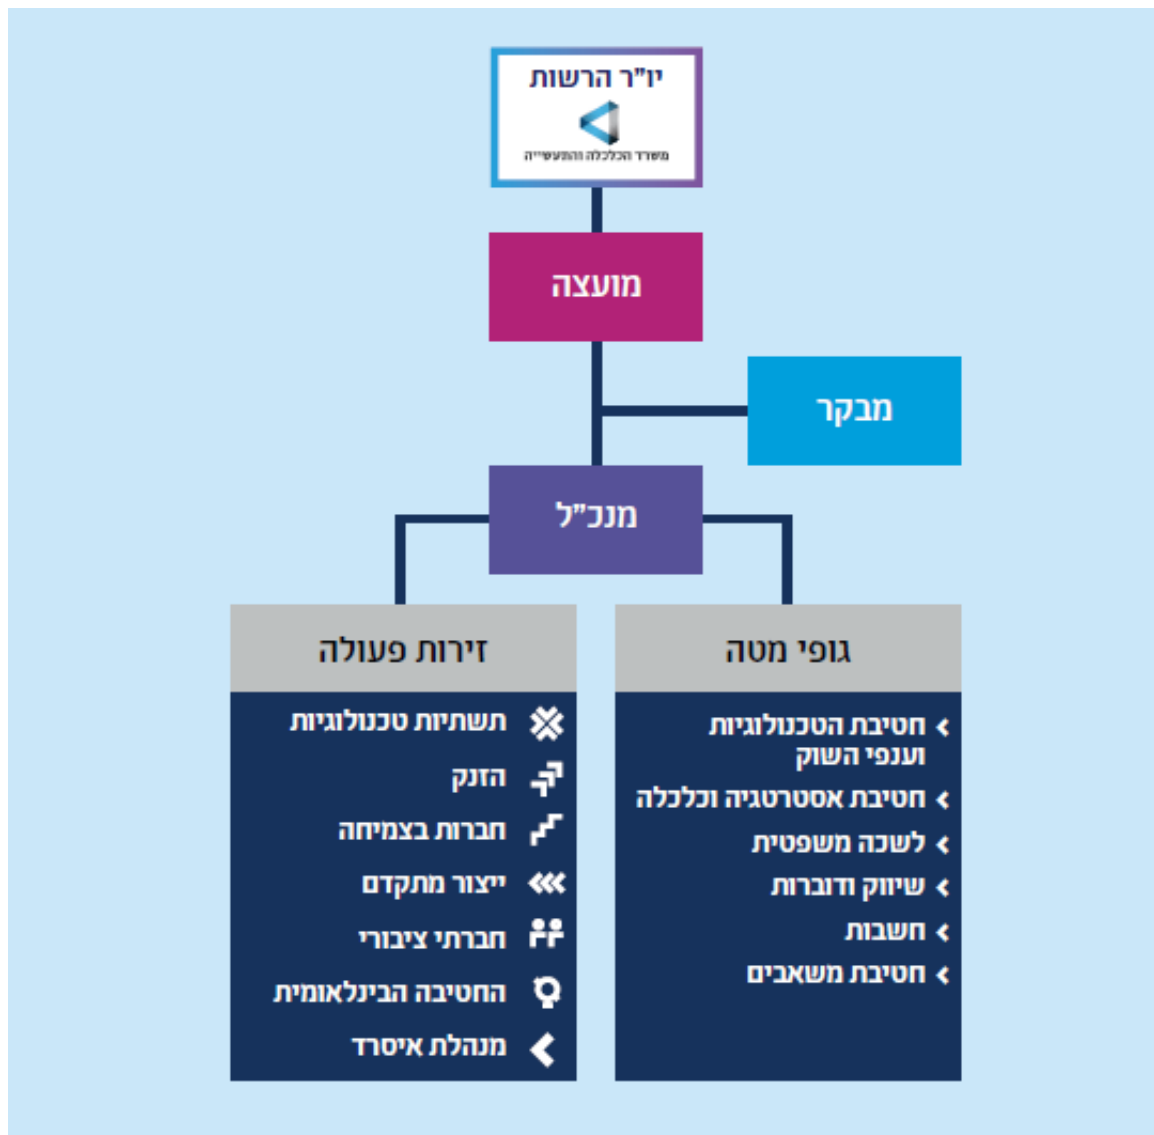 יו"ר הרשות
משרד הכלכלה והתעשייה
מועצה
מבקר
מנכ"ל
גופי מטה
חטיבת הטכנולוגיות
וענפי השוק
חטיבת אסטרטגיה וכלכלה
לשכה משפטית
שיווק ודוברות
חשבות
חטיבת משאבים
זירות פעולה
תשתיות טכנולוגיות
הזנק
חברות בצמיחה
ייצור מתקדם
חברתי ציבורי
החטיבה הבינלאומית
מנהלת איסרד